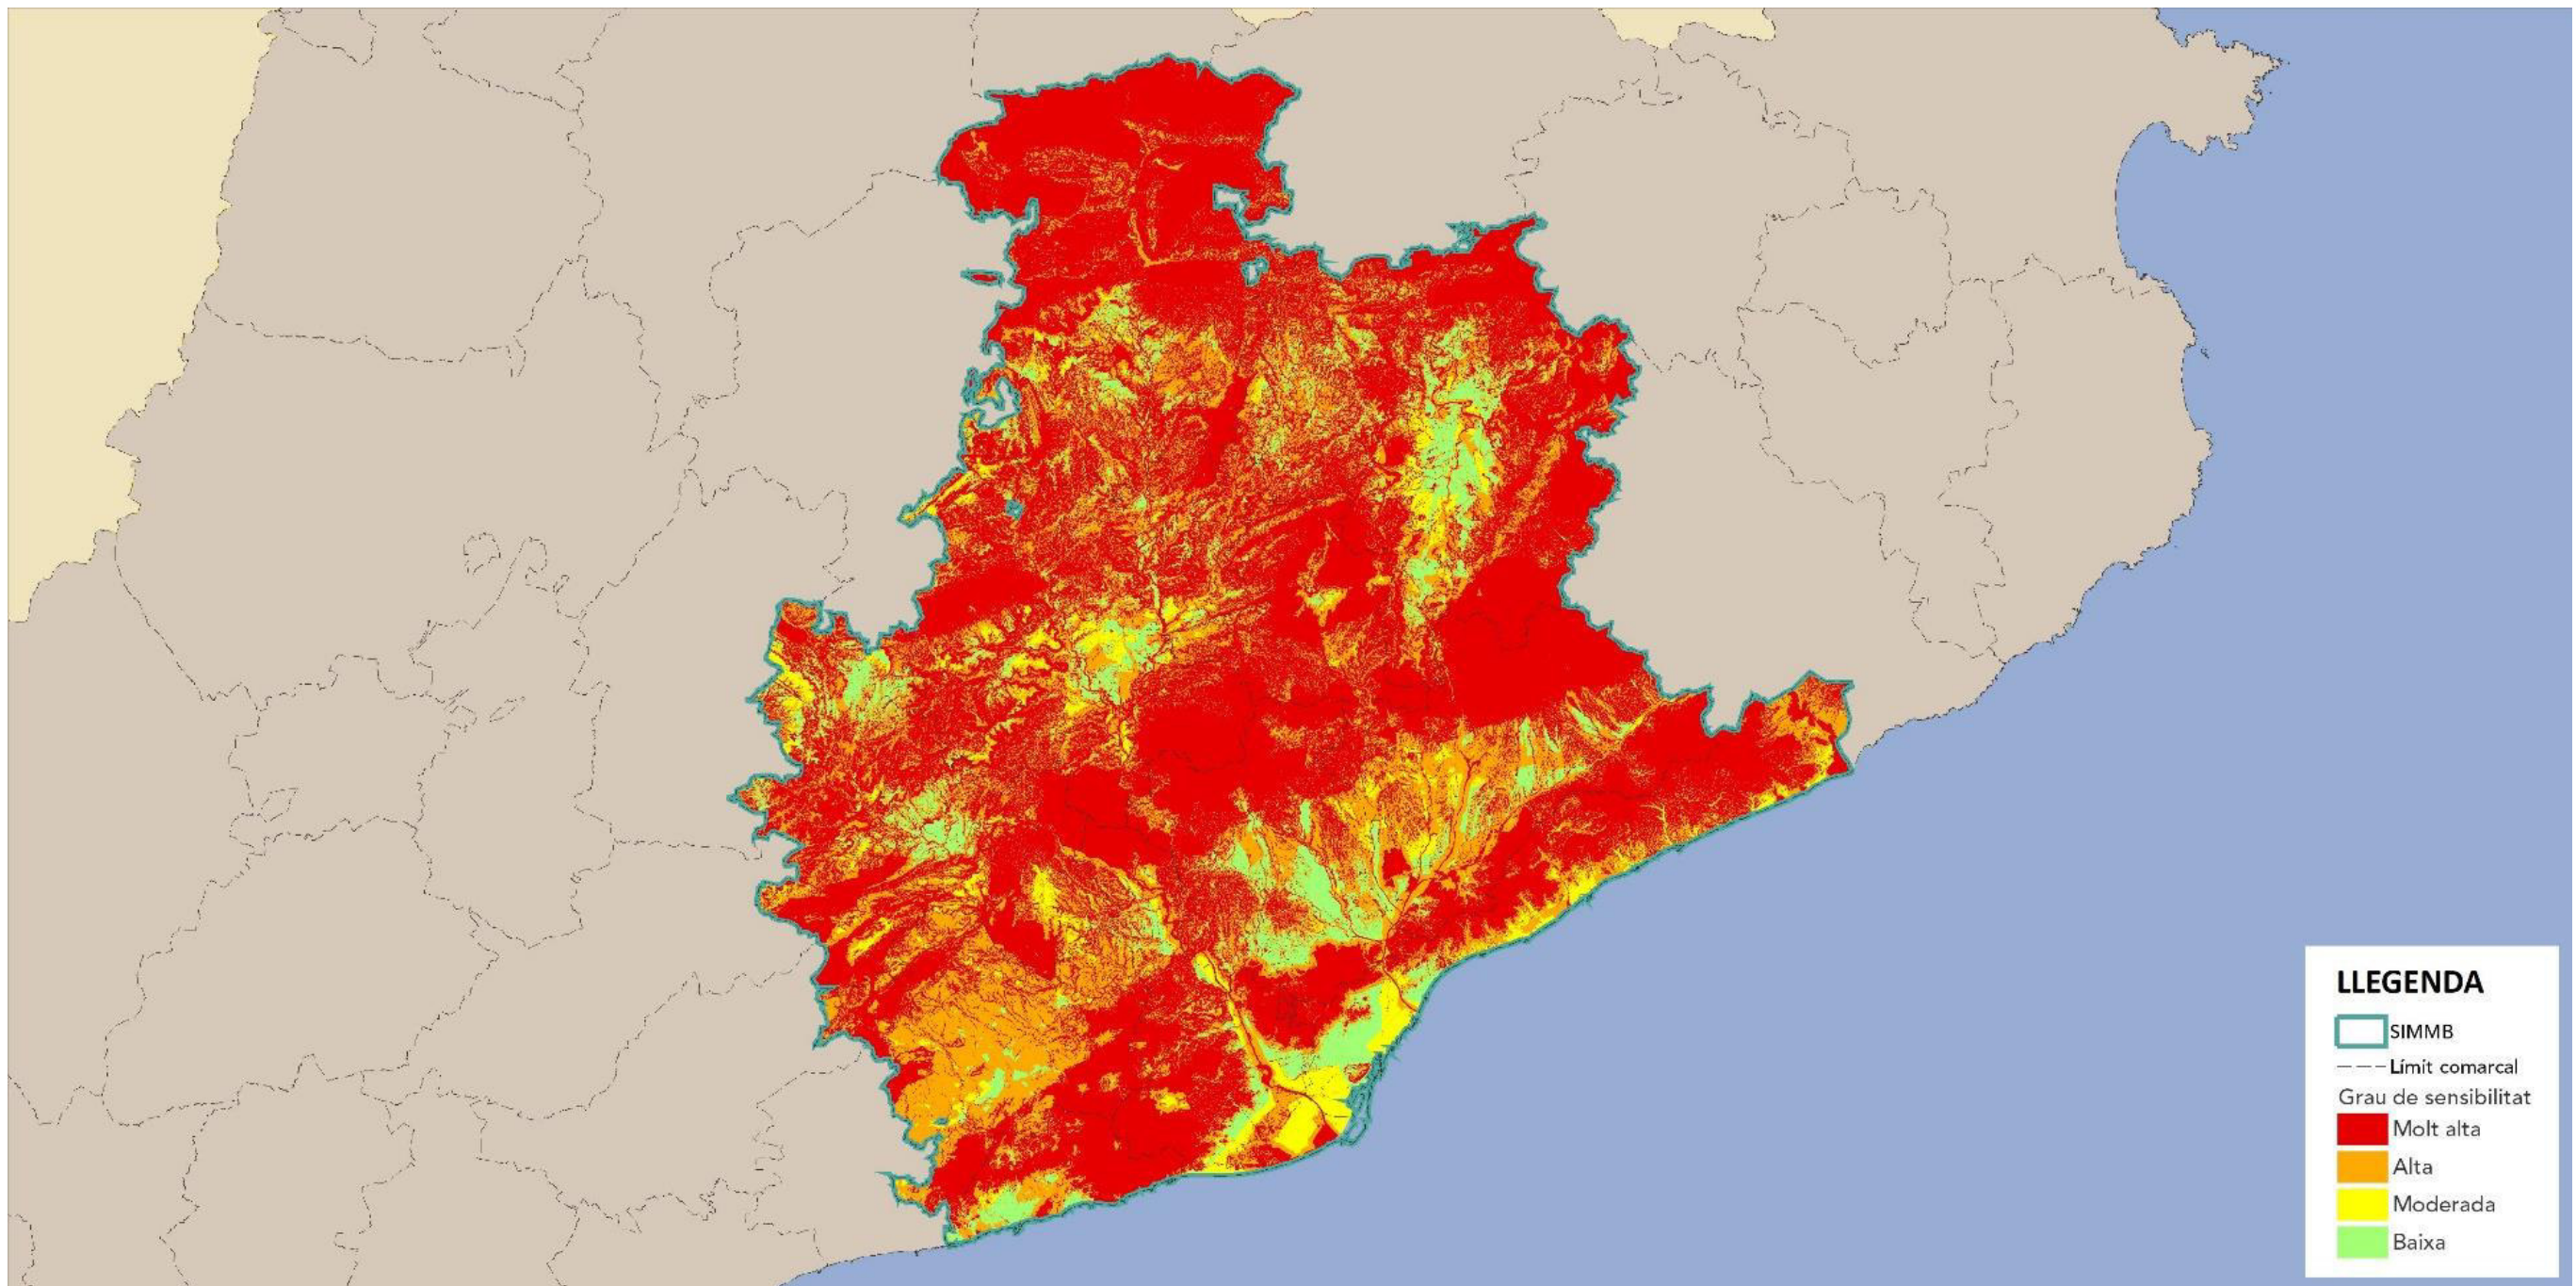 LLEGENDA
SIMMB
Límit comarcal
Grau de sensibilitat
Molt alta
Alta
Moderada
Baixa